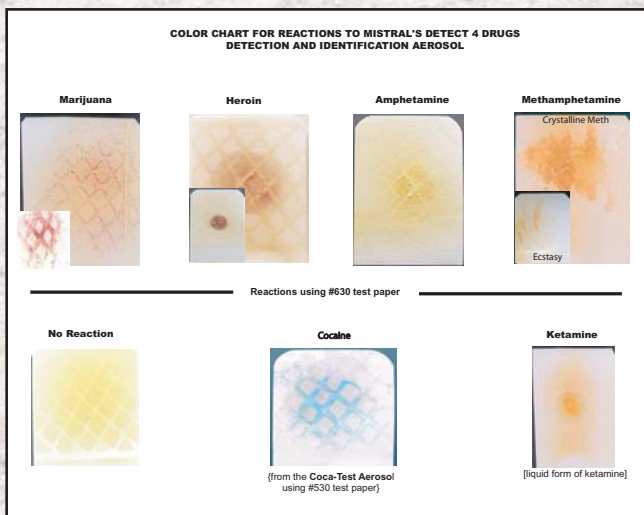 COLOR CHART FOR REACTIONS TO MISTRAL'S DETECT 4 DRUGS
DETECTION AND IDENTIFICATION AEROSOL
Marijuana
Heroin
Amphetamine
Methamphetamine
Crystalline Meth
Ecstasy
Reactions using #630 test paper
No Reaction
Cocaine
Ketamine
{from the Coca-Test Aerosol
using #530 test paper}
[liquid form of ketamine]